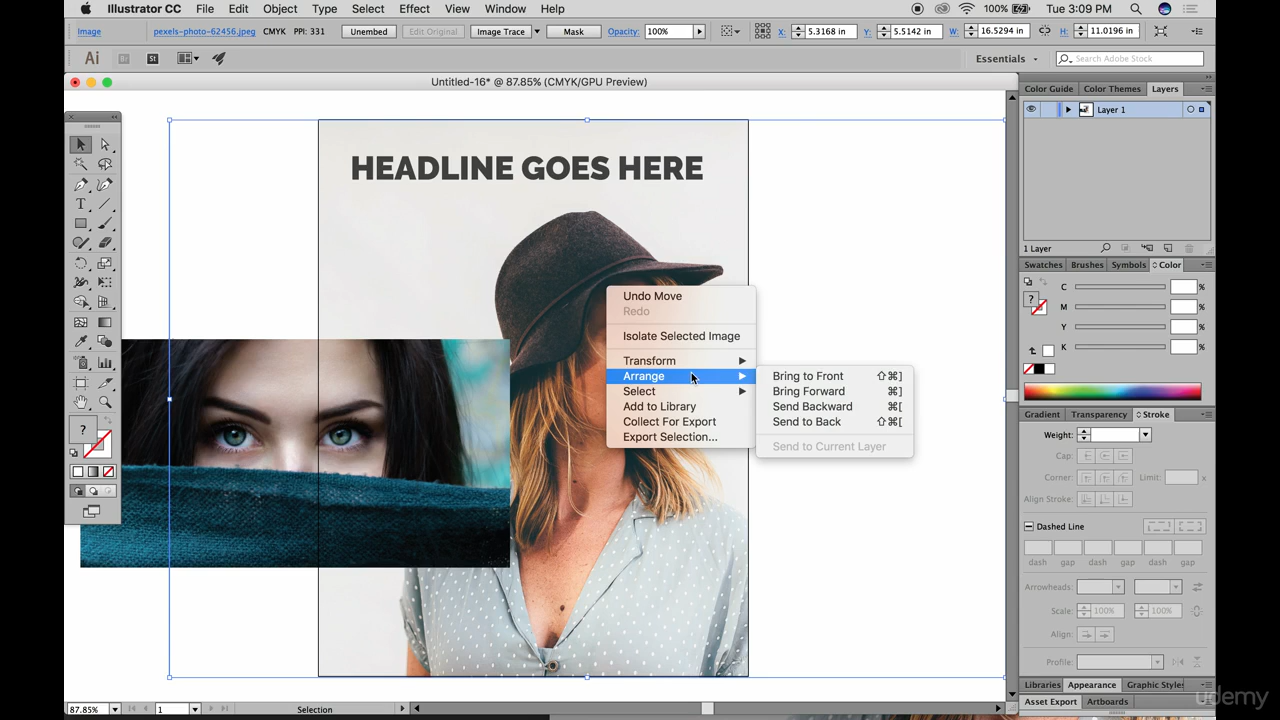 Illustrator CC File Edit Object Type Select Effect View Window Help 100% Tue 3:09 PM
Image pexels-photo-62456.jpeg CMYK PPI: 331 Unembed Edit Original Image Trace Mask Opacity: 100% X: 5.3168 in Y: 5.5142 in W: 16.5294 in H: 11.0196 in
Ai Br St Essentials Search Adobe Stock
Untitled-16* @ 87.85% (CMYK/GPU Preview)
Color Guide Color Themes Layers
Layer 1
HEADLINE GOES HERE
1 Layer
Swatches Brushes Symbols Color
C %
M %
Y %
K %
?
Undo Move
Redo
Isolate Selected Image
Transform
Arrange
Select
Add to Library
Collect For Export
Export Selection...
Bring to Front ⇧⌘]
Bring Forward ⌘]
Send Backward ⌘[
Send to Back ⇧⌘[
Send to Current Layer
T
?
Gradient Transparency Stroke
Weight:
Cap:
Corner: Limit: x
Align Stroke:
Dashed Line
dash gap dash gap dash gap
Arrowheads:
Scale: 100% 100%
Align:
Profile:
Libraries Appearance Graphic Styles
Asset Export Artboards
87.85% 1 Selection
udemy